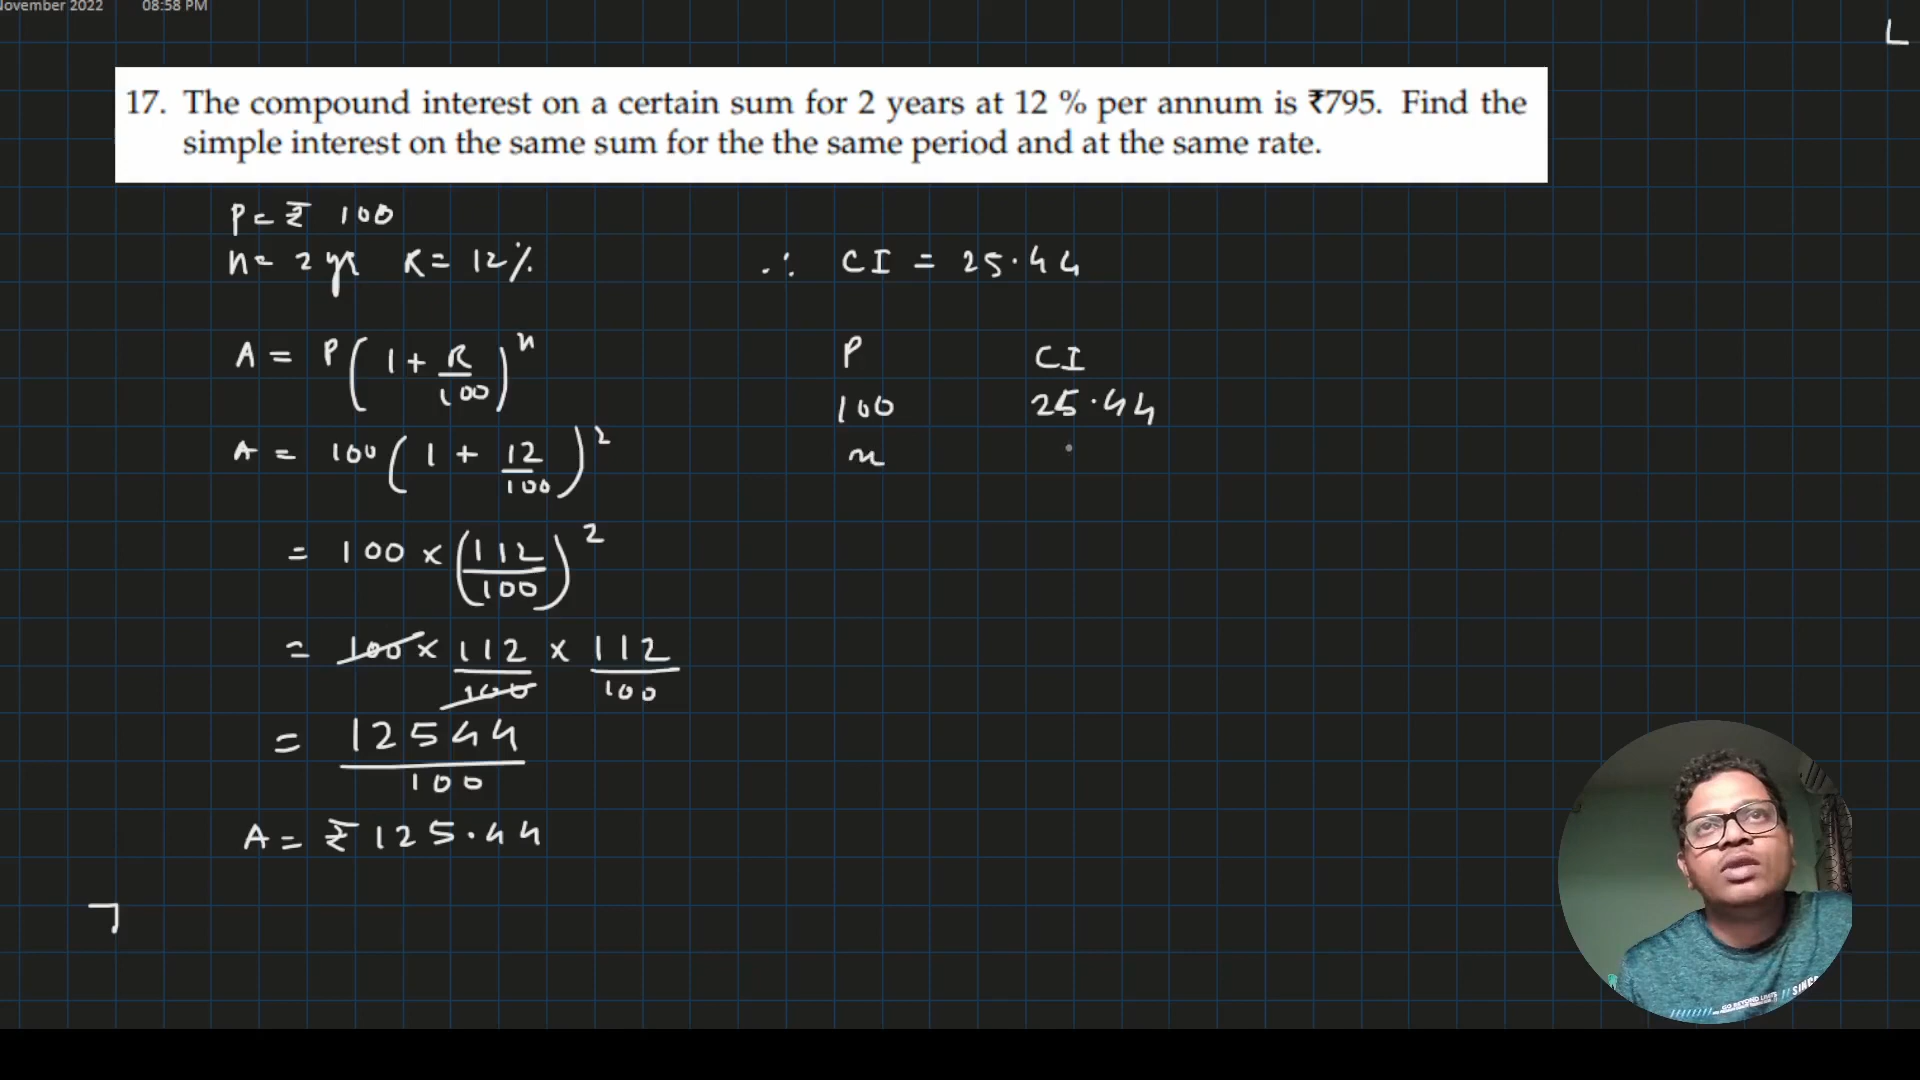 November 2022 08:58 PM
17. The compound interest on a certain sum for 2 years at 12 % per annum is ₹795. Find the
simple interest on the same sum for the the same period and at the same rate.
P = ₹ 100
n = 2 yr R = 12%
A = P(1 + R/100)^n
A = 100(1 + 12/100)^2
= 100 × (112/100)^2
= 100 × 112/100 × 112/100
= 12544/100
A = ₹ 125.44
∴ CI = 25.44
P CI
100 25.44
x
GO BEYOND LIMITS